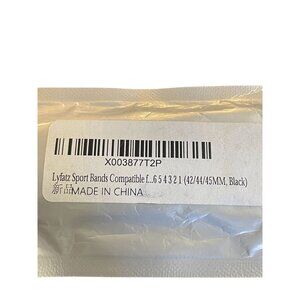 X003877T2P
Lyfatz Sport Bands Compatible f...6 5 4 3 2 1 (42/44/45MM, Black)
新品MADE IN CHINA